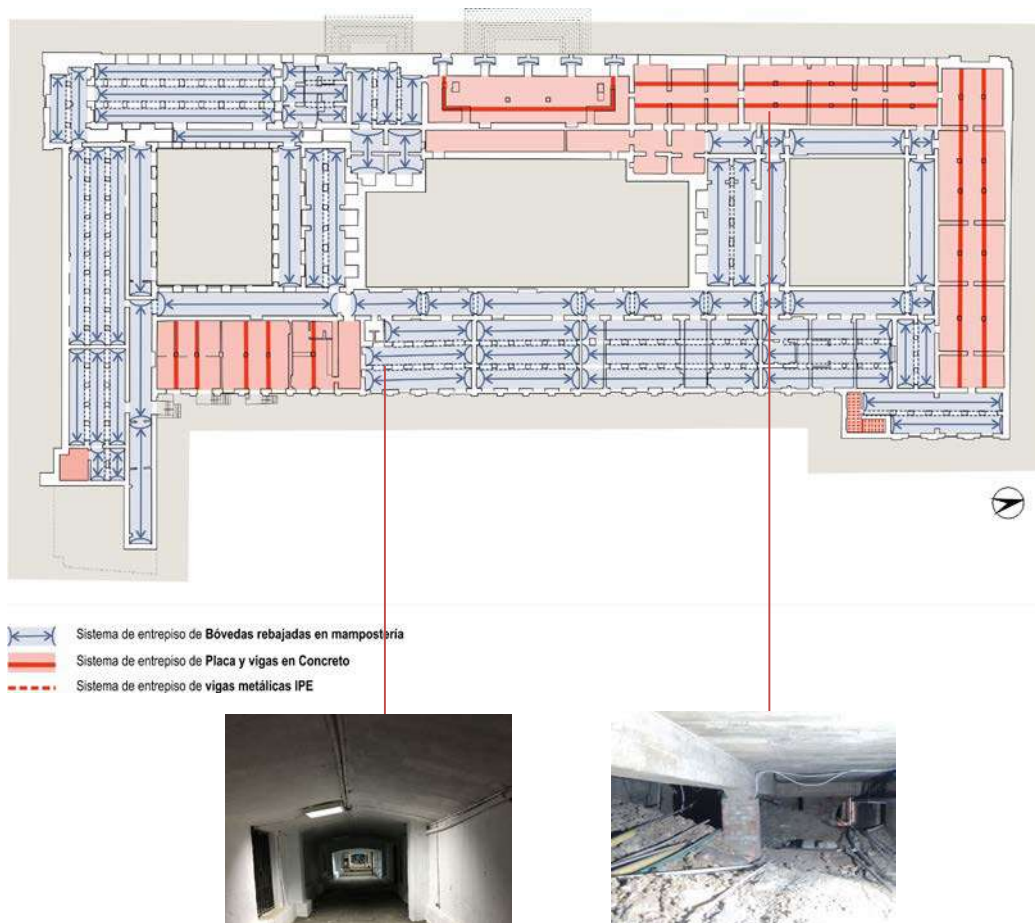 Sistema de entrepiso de Bóvedas rebajadas en mampostería
Sistema de entrepiso de Placa y vigas en Concreto
Sistema de entrepiso de vigas metálicas IPE